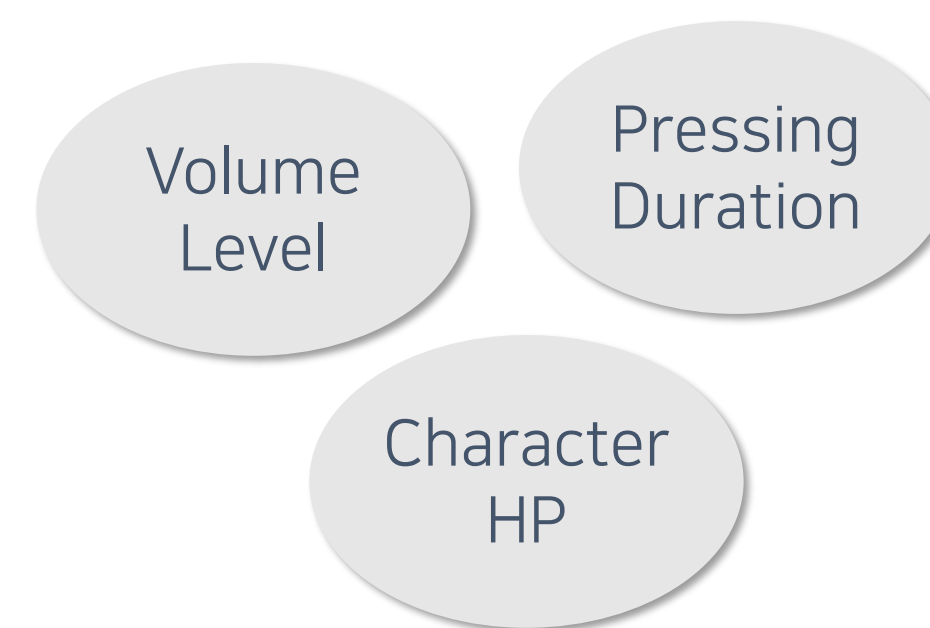 Volume
Level
Pressing
Duration
Character
HP